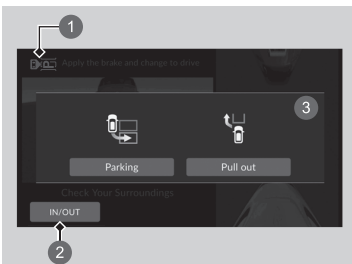 1
Apply the brake and change to drive
3
Parking
Pull out
Check Your Surroundings
IN/OUT
2